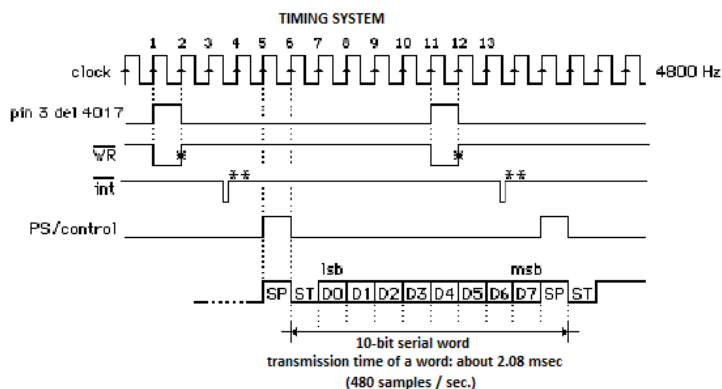 TIMING SYSTEM
1 2 3 4 5 6 7 8 9 10 11 12 13
clock 4800 Hz
pin 3 del 4017
WR * *
int ** **
PS/control
lsb msb
SP ST D0 D1 D2 D3 D4 D5 D6 D7 SP ST
10-bit serial word
transmission time of a word: about 2.08 msec
(480 samples / sec.)